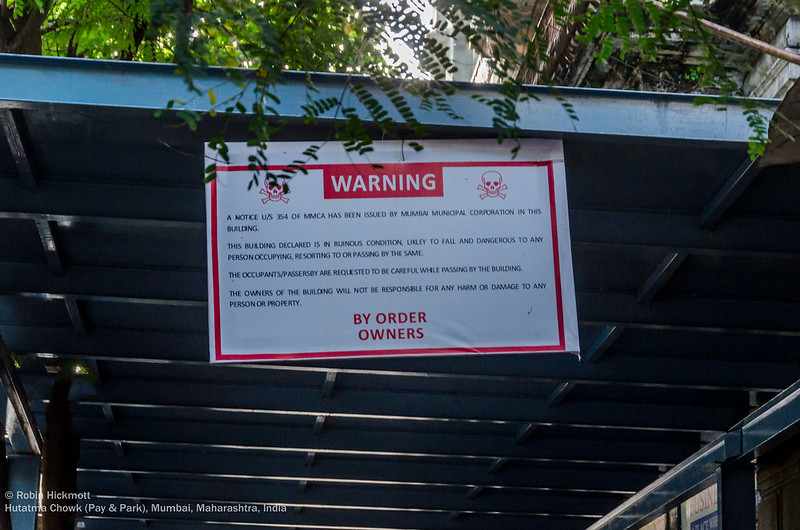 WARNING
A NOTICE U/S 354 OF MMCA HAS BEEN ISSUED BY MUMBAI MUNICIPAL CORPORATION IN THIS
BUILDING.
THIS BUILDING DECLARED IS IN RUINOUS CONDITION, LIKLEY TO FALL AND DANGEROUS TO ANY
PERSON OCCUPYING, RESORTING TO OR PASSING BY THE SAME.
THE OCCUPANTS/PASSERSBY ARE REQUESTED TO BE CAREFUL WHILE PASSING BY THE BUILDING.
THE OWNERS OF THE BUILDING WILL NOT BE RESPONSIBLE FOR ANY HARM OR DAMAGE TO ANY
PERSON OR PROPERTY.
BY ORDER
OWNERS
© Robin Hickmott
Hutatma Chowk (Pay & Park), Mumbai, Maharashtra, India